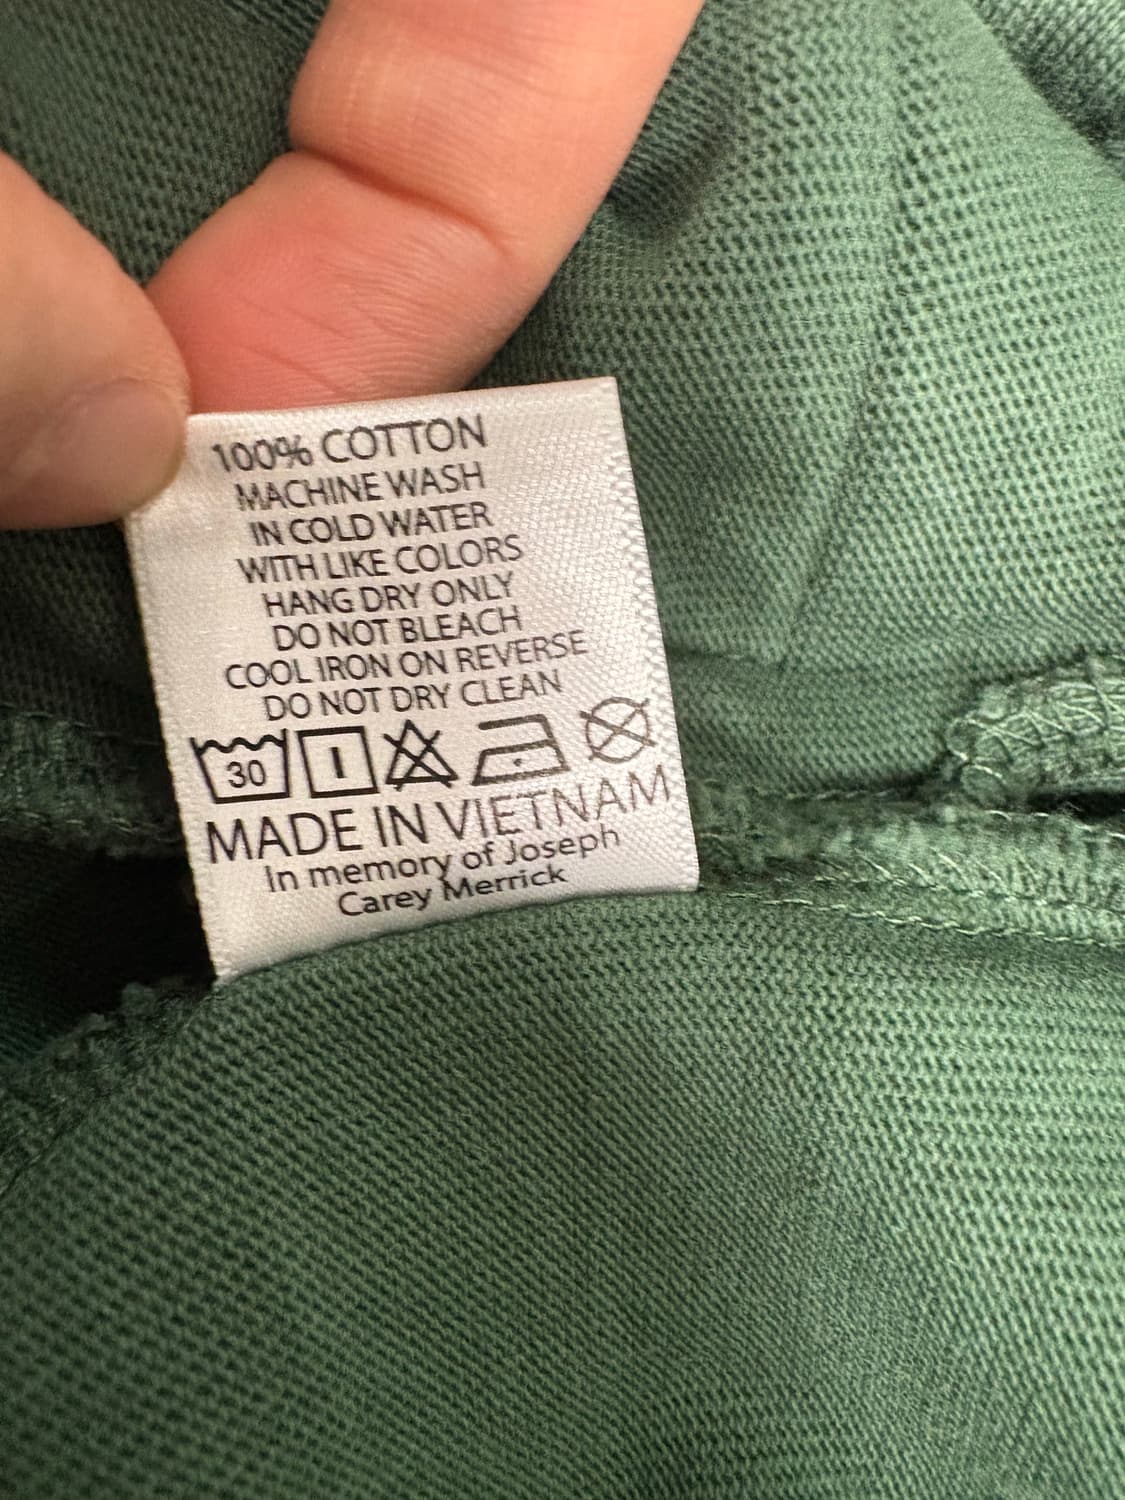 100% COTTON
MACHINE WASH
IN COLD WATER
WITH LIKE COLORS
HANG DRY ONLY
DO NOT BLEACH
COOL IRON ON REVERSE
DO NOT DRY CLEAN
30
MADE IN VIETNAM
In memory of Joseph
Carey Merrick